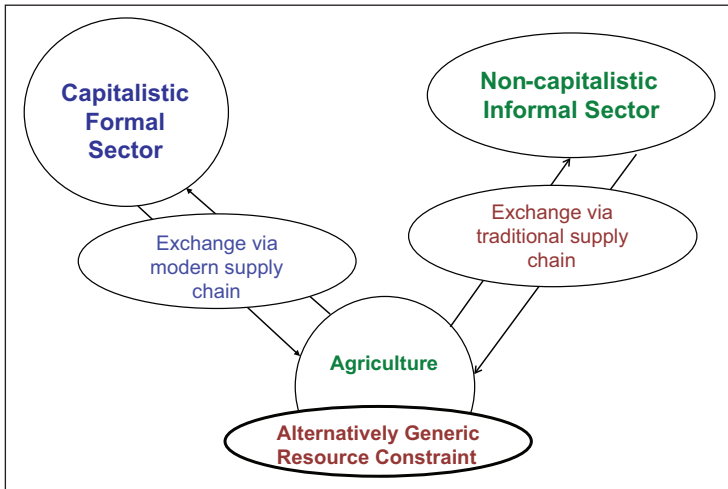 Capitalistic
Formal
Sector
Non-capitalistic
Informal Sector
Exchange via
modern supply
chain
Exchange via
traditional supply
chain
Agriculture
Alternatively Generic
Resource Constraint